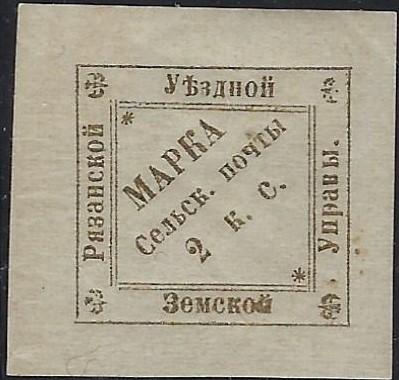 Рязанской
Уѣздной
Земской
Управы.
*
МАРКА
Сельск. почты
2 к. с.
*